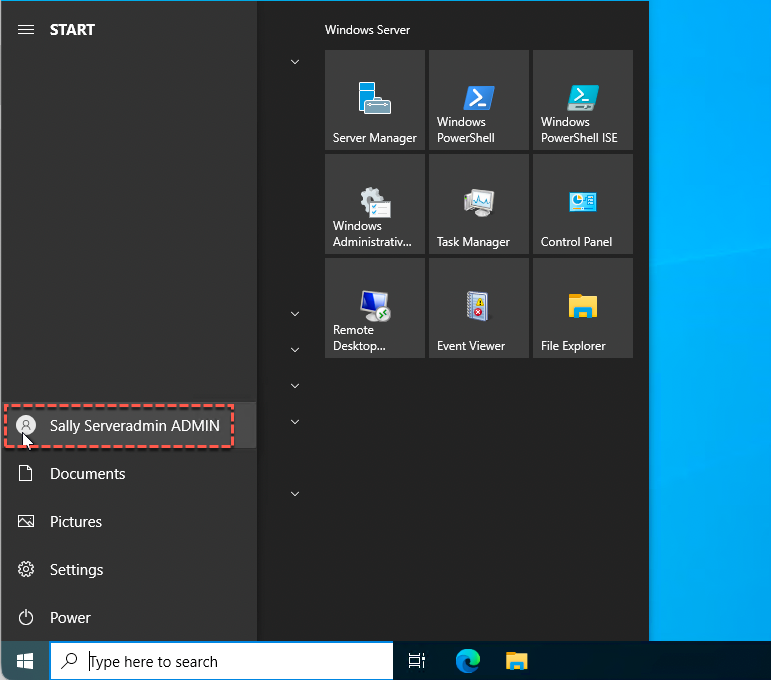 START
Windows Server
Server Manager
Windows
PowerShell
Windows
PowerShell ISE
Windows
Administrativ...
Task Manager
Control Panel
Remote
Desktop...
Event Viewer
File Explorer
Sally Serveradmin ADMIN
Documents
Pictures
Settings
Power
Type here to search